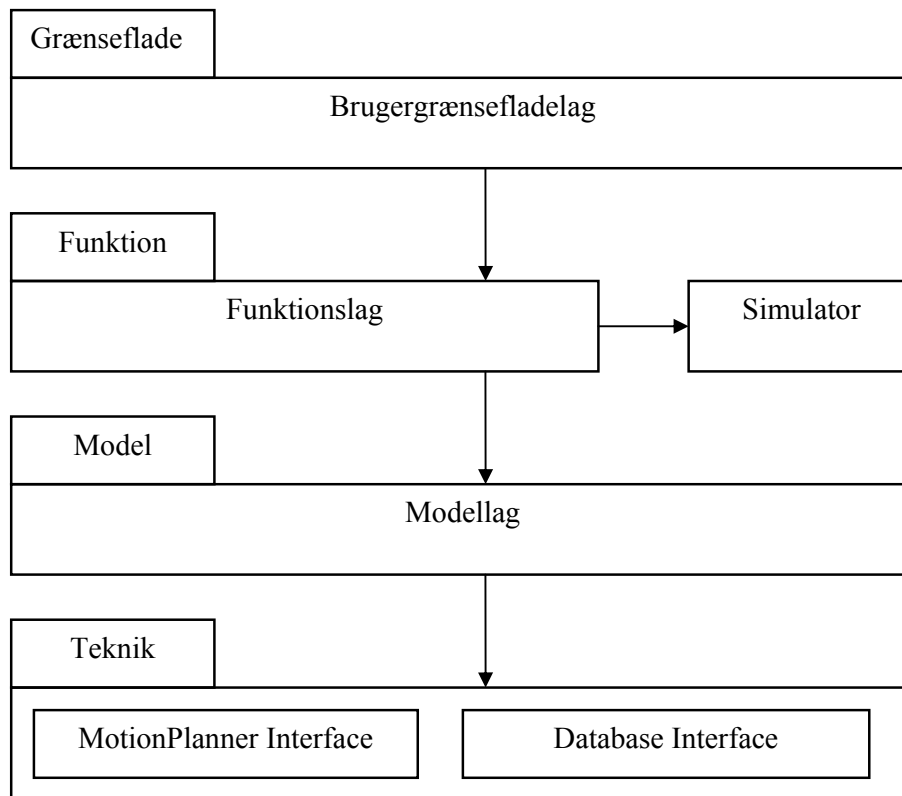 Grænseflade
Brugergrænsefladelag
Funktion
Funktionslag
Simulator
Model
Modellag
Teknik
MotionPlanner Interface
Database Interface